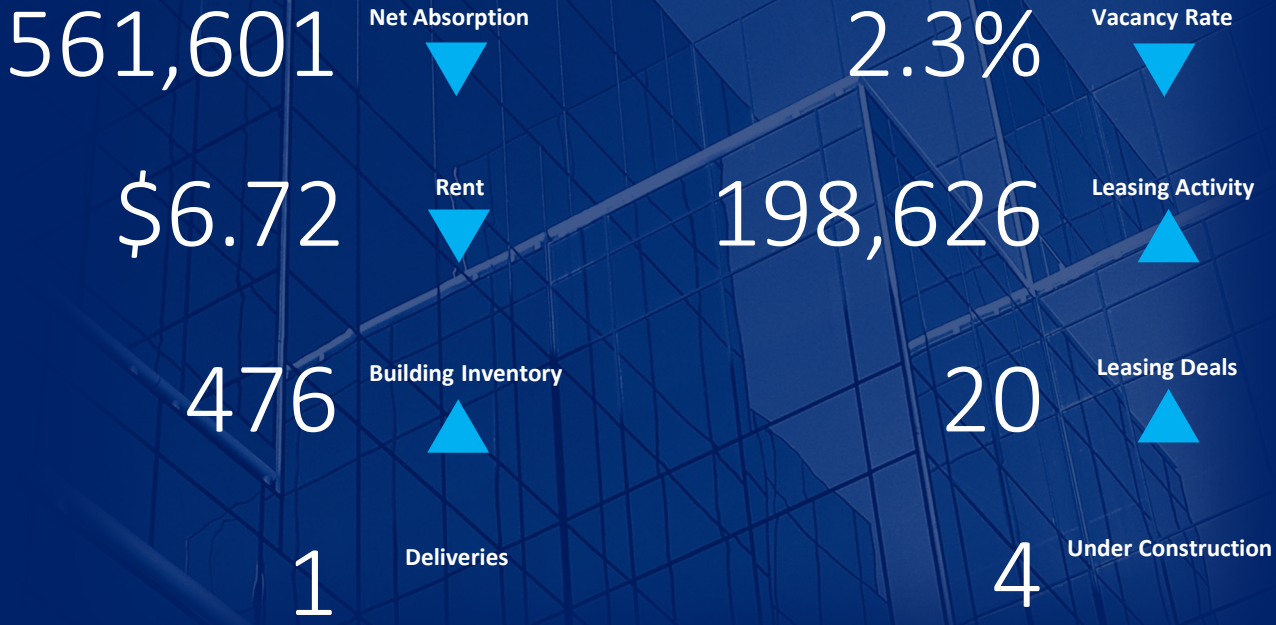 561,601
Net Absorption
2.3%
Vacancy Rate
$6.72
Rent
198,626
Leasing Activity
476
Building Inventory
20
Leasing Deals
1
Deliveries
4
Under Construction